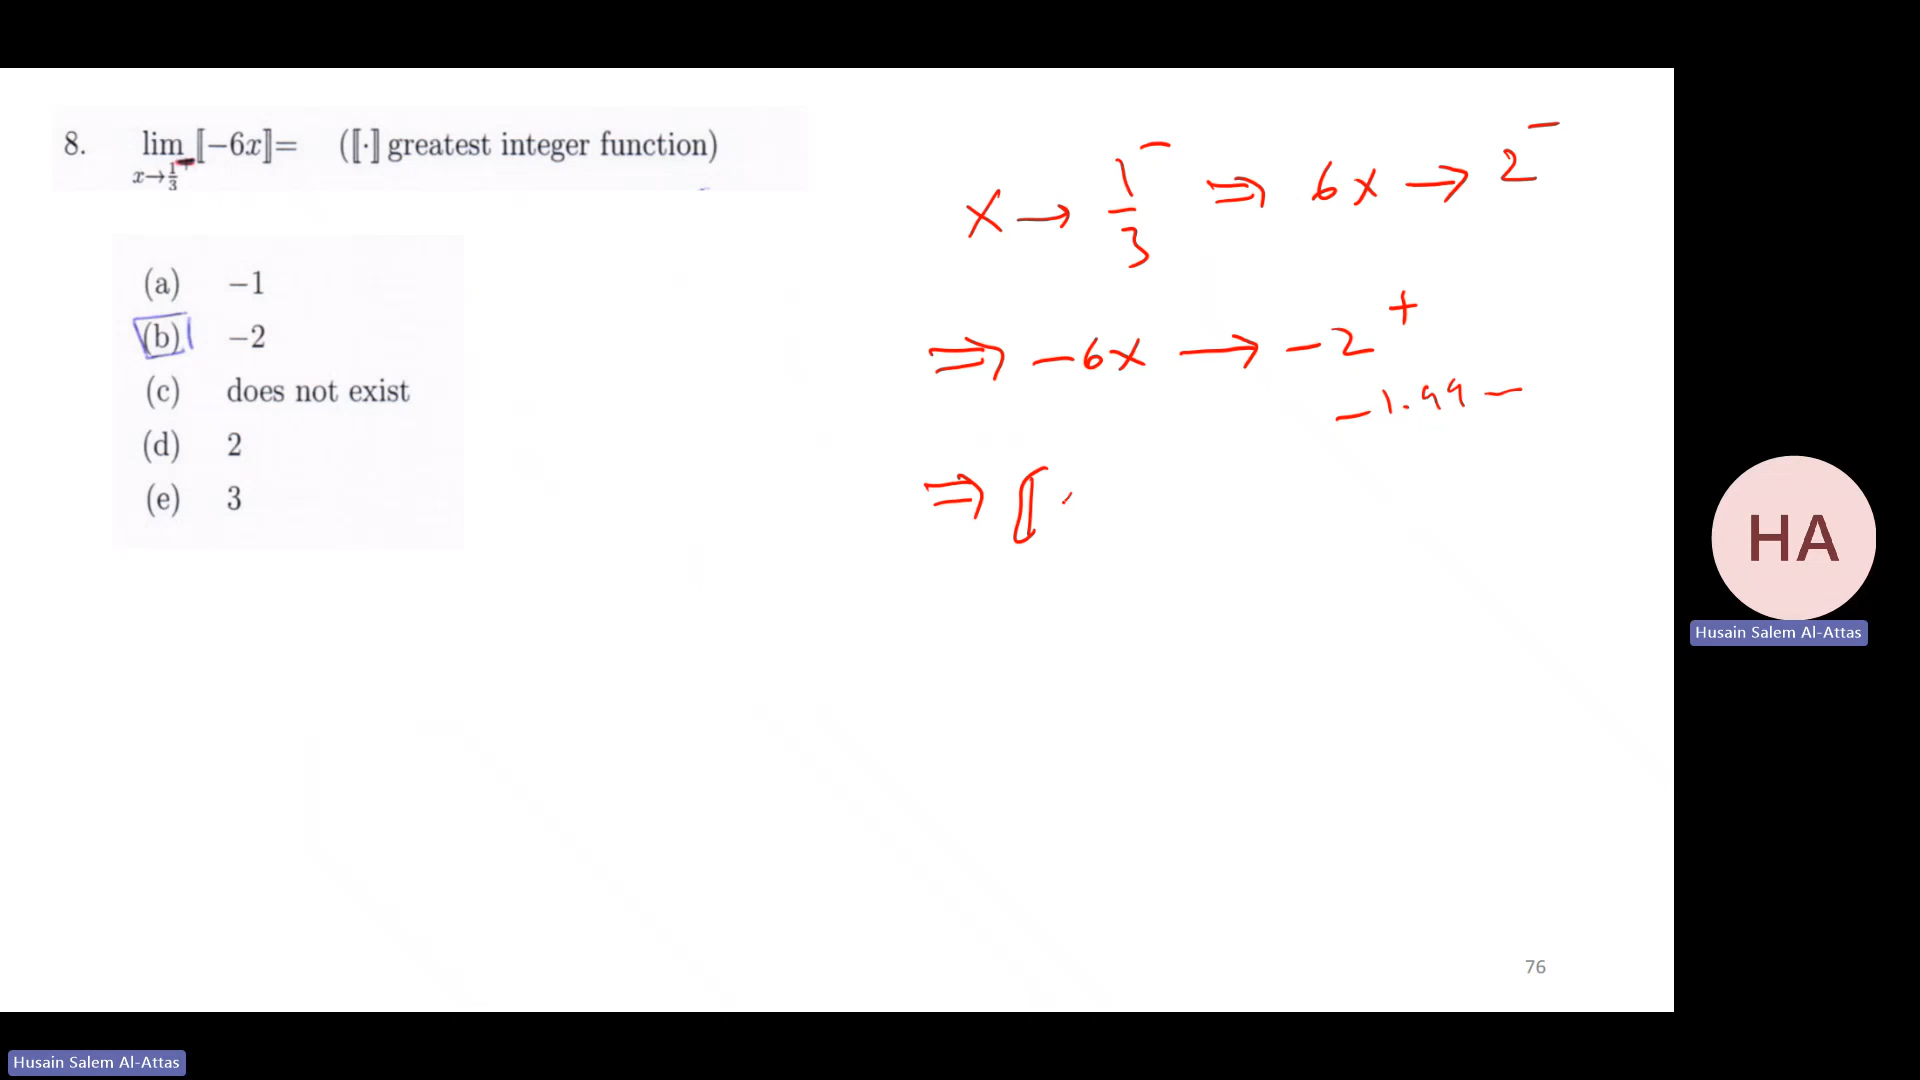 8. lim x→1/3⁻ ⟦−6x⟧= (⟦·⟧ greatest integer function)
(a) −1
(b) −2
(c) does not exist
(d) 2
(e) 3
x → 1/3⁻ ⇒ 6x → 2⁻
⇒ −6x → −2⁺
−1.99 −
⇒ ⟦
76
HA
Husain Salem Al-Attas
Husain Salem Al-Attas